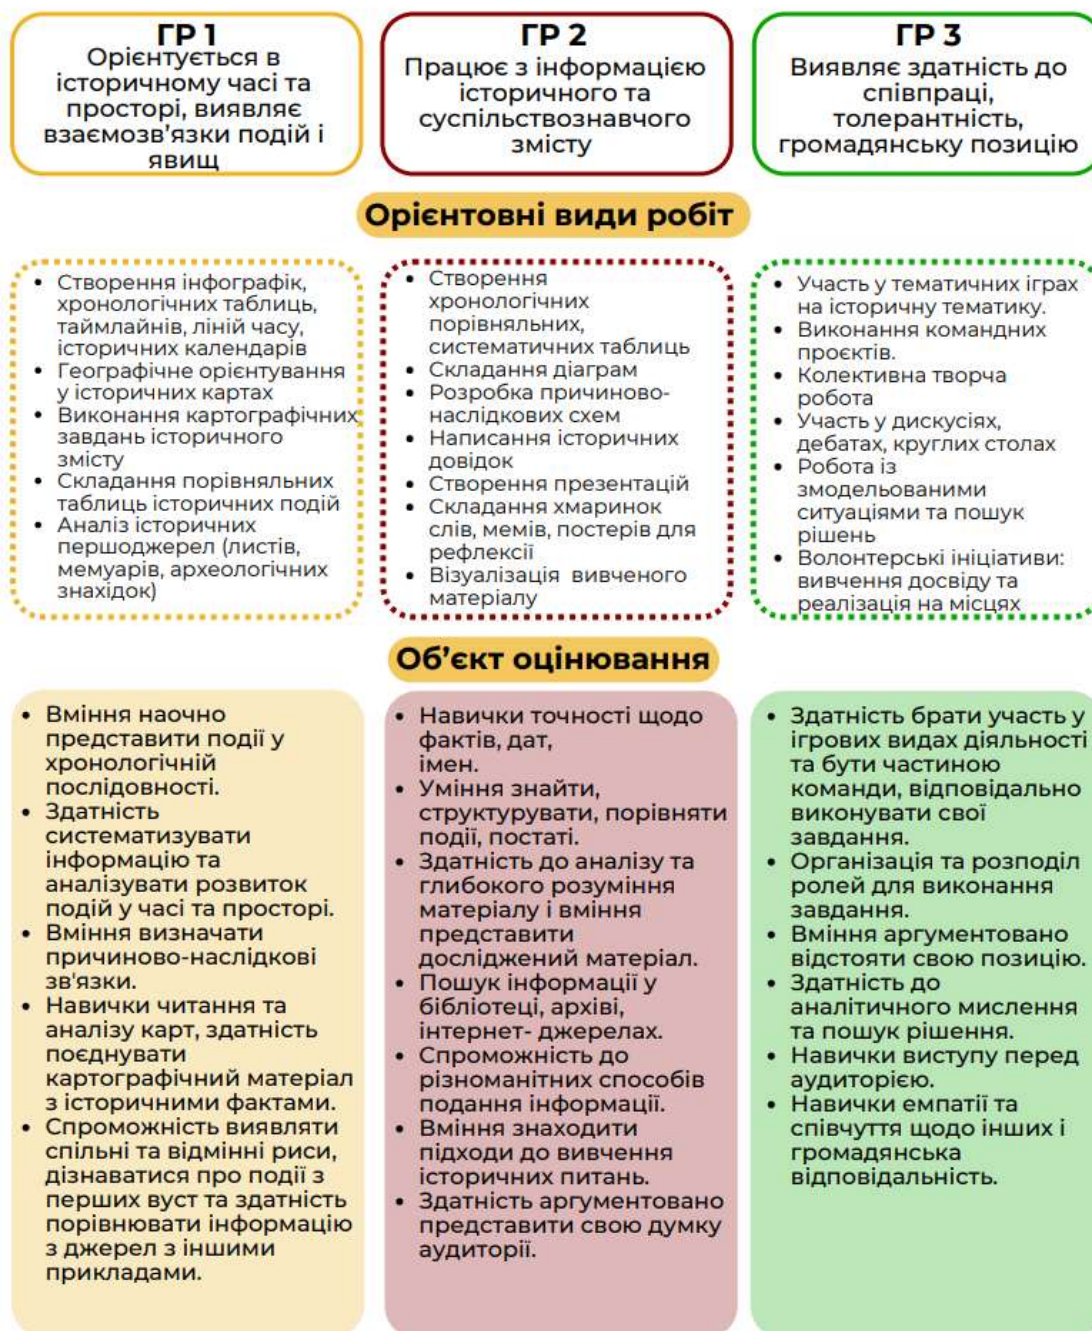 ГР 1
Орієнтується в
історичному часі та
просторі, виявляє
взаємозв'язки подій і
явищ
ГР 2
Працює з інформацією
історичного та
суспільствознавчого
змісту
ГР 3
Виявляє здатність до
співпраці,
толерантність,
громадянську позицію
Орієнтовні види робіт
• Створення інфографік,
хронологічних таблиць,
таймлайнів, ліній часу,
історичних календарів
• Географічне орієнтування
у історичних картах
• Виконання картографічних
завдань історичного
змісту
• Складання порівняльних
таблиць історичних подій
• Аналіз історичних
першоджерел (листів,
мемуарів, археологічних
знахідок)
• Створення
хронологічних
порівняльних,
систематичних таблиць
• Складання діаграм
• Розробка причиново-
наслідкових схем
• Написання історичних
довідок
• Створення презентацій
• Складання хмаринок
слів, мемів, постерів для
рефлексії
• Візуалізація вивченого
матеріалу
• Участь у тематичних іграх
на історичну тематику.
• Виконання командних
проєктів.
• Колективна творча
робота
• Участь у дискусіях,
дебатах, круглих столах
• Робота із
змодельованими
ситуаціями та пошук
рішень
• Волонтерські ініціативи:
вивчення досвіду та
реалізація на місцях
Об'єкт оцінювання
• Вміння наочно
представити події у
хронологічній
послідовності.
• Здатність
систематизувати
інформацію та
аналізувати розвиток
подій у часі та просторі.
• Вміння визначати
причиново-наслідкові
зв'язки.
• Навички читання та
аналізу карт, здатність
поєднувати
картографічний матеріал
з історичними фактами.
• Спроможність виявляти
спільні та відмінні риси,
дізнаватися про події з
перших вуст та здатність
порівнювати інформацію
з джерел з іншими
прикладами.
• Навички точності щодо
фактів, дат,
імен.
• Уміння знайти,
структурувати, порівняти
події, постаті.
• Здатність до аналізу та
глибокого розуміння
матеріалу і вміння
представити
досліджений матеріал.
• Пошук інформації у
бібліотеці, архіві,
інтернет- джерелах.
• Спроможність до
різноманітних способів
подання інформації.
• Вміння знаходити
підходи до вивчення
історичних питань.
• Здатність аргументовано
представити свою думку
аудиторії.
• Здатність брати участь у
ігрових видах діяльності
та бути частиною
команди, відповідально
виконувати свої
завдання.
• Організація та розподіл
ролей для виконання
завдання.
• Вміння аргументовано
відстояти свою позицію.
• Здатність до
аналітичного мислення
та пошук рішення.
• Навички виступу перед
аудиторією.
• Навички емпатії та
співчуття щодо інших і
громадянська
відповідальність.